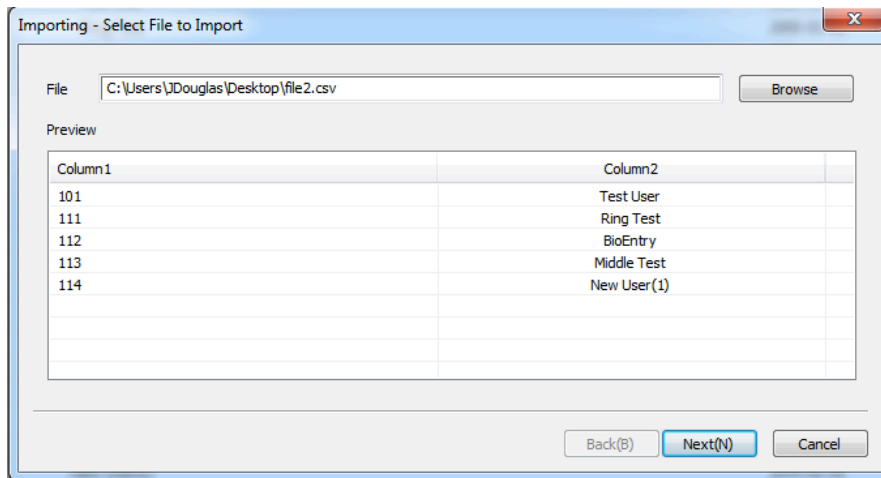 Importing - Select File to Import
File C:\Users\JDouglas\Desktop\file2.csv Browse
Preview
Column1 Column2
101 Test User
111 Ring Test
112 BioEntry
113 Middle Test
114 New User(1)
Back(B) Next(N) Cancel